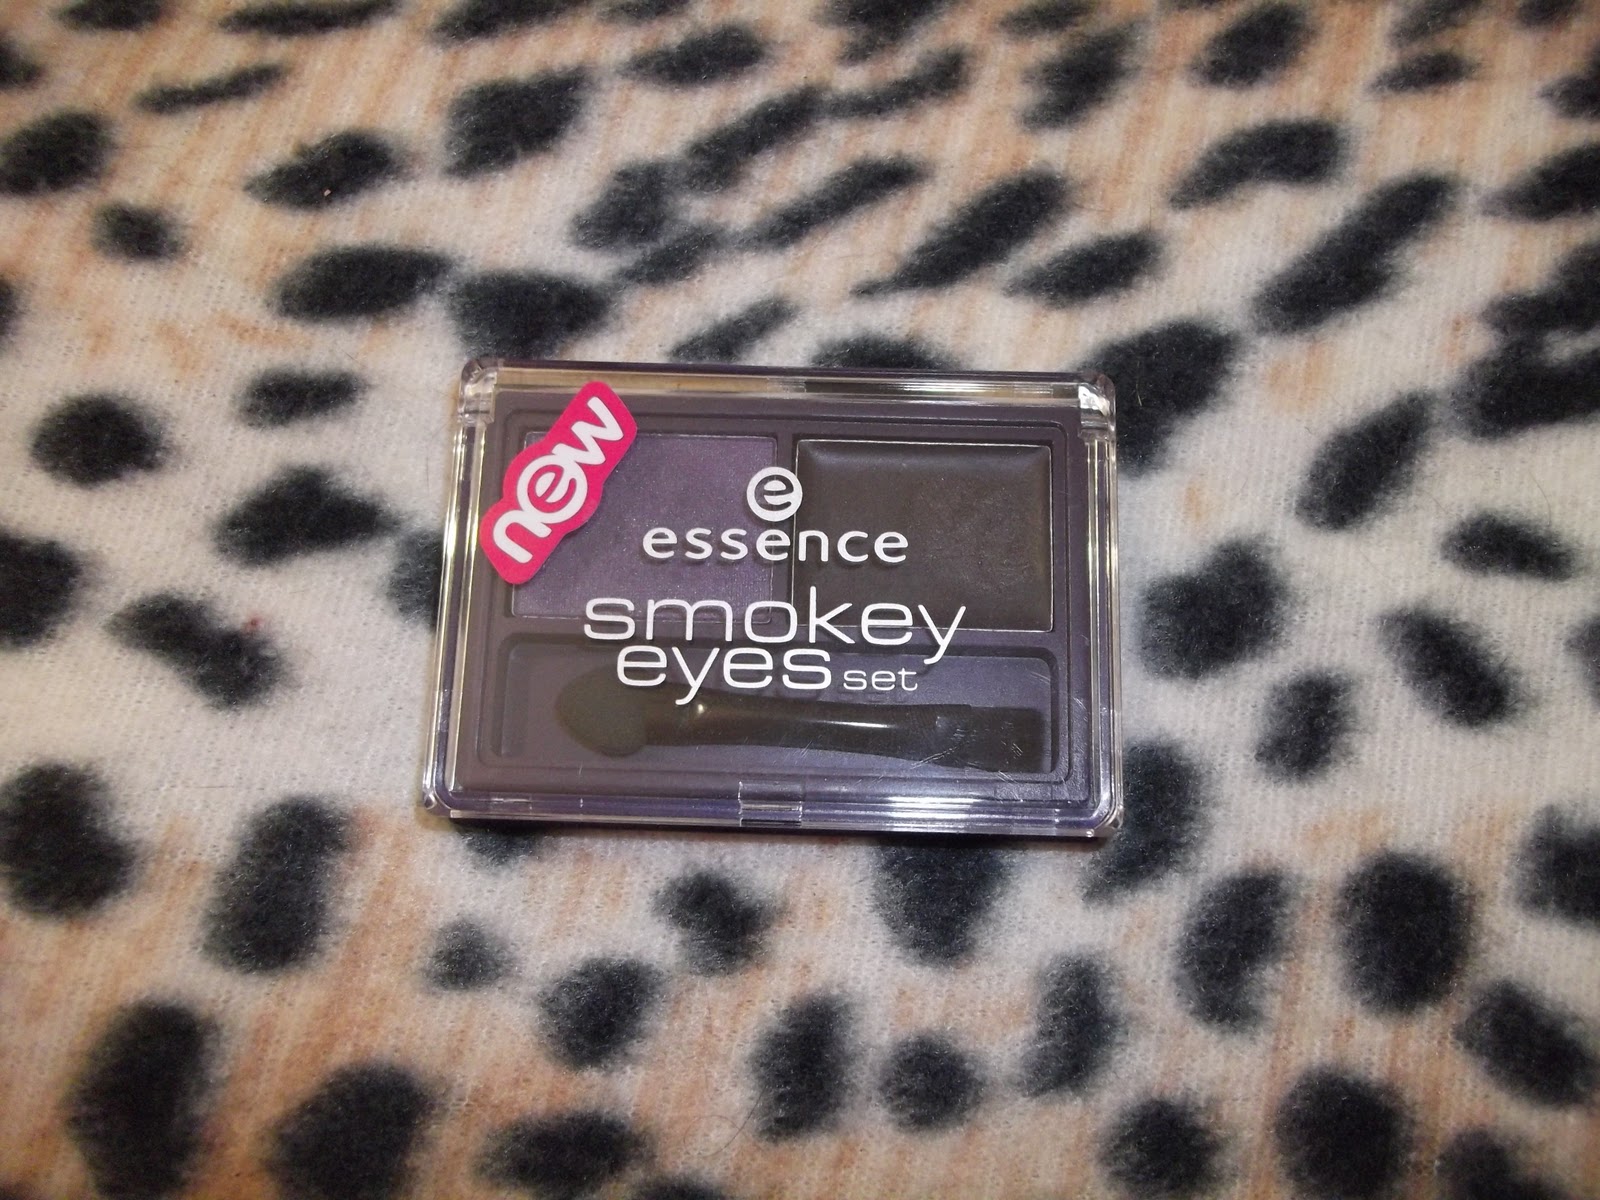 new
e
essence
smokey
eyes set